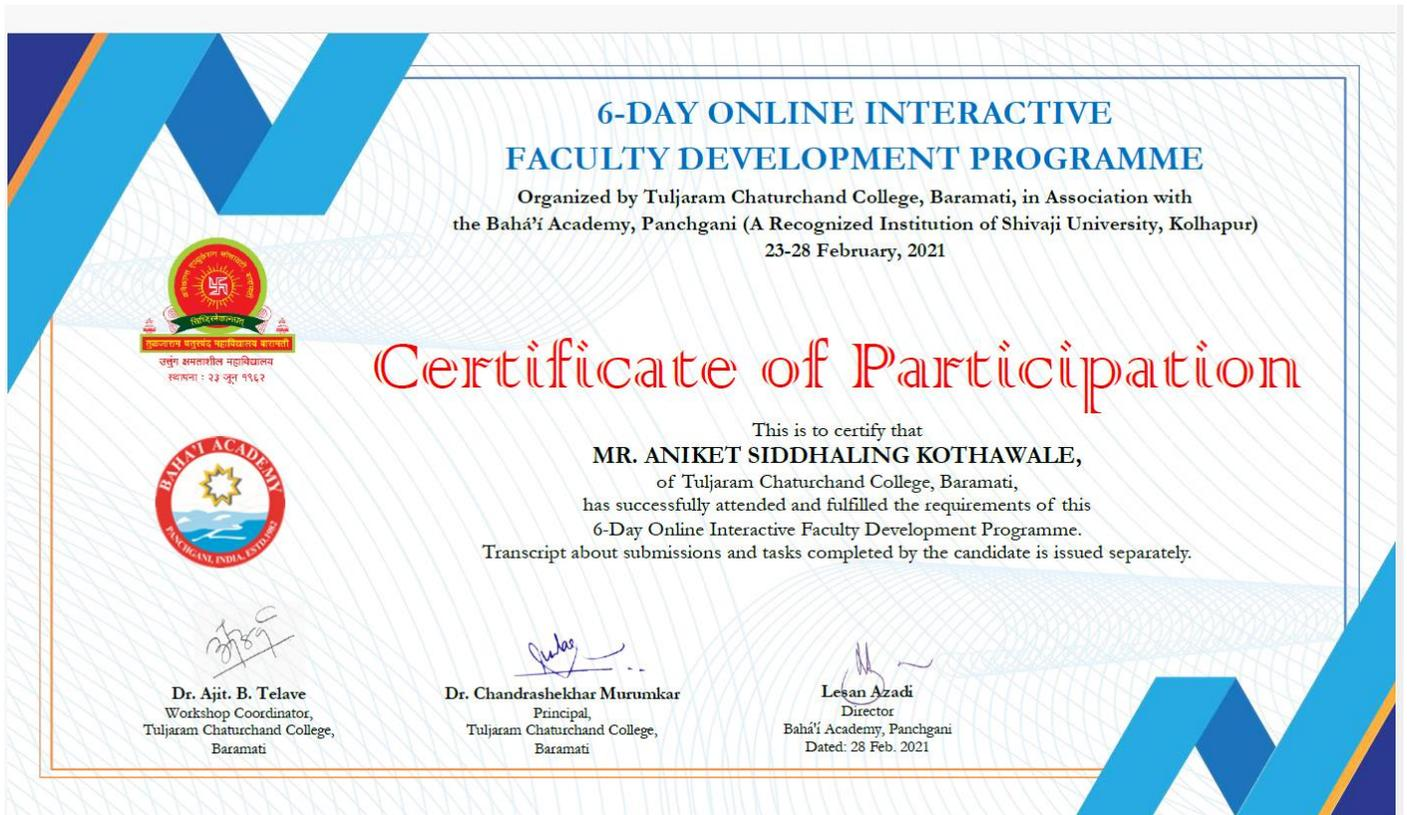 6-DAY ONLINE INTERACTIVE
FACULTY DEVELOPMENT PROGRAMME
Organized by Tuljaram Chaturchand College, Baramati, in Association with
the Bahá'í Academy, Panchgani (A Recognized Institution of Shivaji University, Kolhapur)
23-28 February, 2021
तुळजाराम चतुरचंद महाविद्यालय बारामती
उत्तुंग क्षमताशील महाविद्यालय
स्थापना : २३ जून १९६२
Certificate of Participation
BAHA'I ACADEMY
PANCHGANI, INDIA. ESTD.1982
This is to certify that
MR. ANIKET SIDDHALING KOTHAWALE,
of Tuljaram Chaturchand College, Baramati,
has successfully attended and fulfilled the requirements of this
6-Day Online Interactive Faculty Development Programme.
Transcript about submissions and tasks completed by the candidate is issued separately.
Dr. Ajit. B. Telave
Workshop Coordinator,
Tuljaram Chaturchand College,
Baramati
Dr. Chandrashekhar Murumkar
Principal,
Tuljaram Chaturchand College,
Baramati
Lesan Azadi
Director
Bahá'í Academy, Panchgani
Dated: 28 Feb. 2021